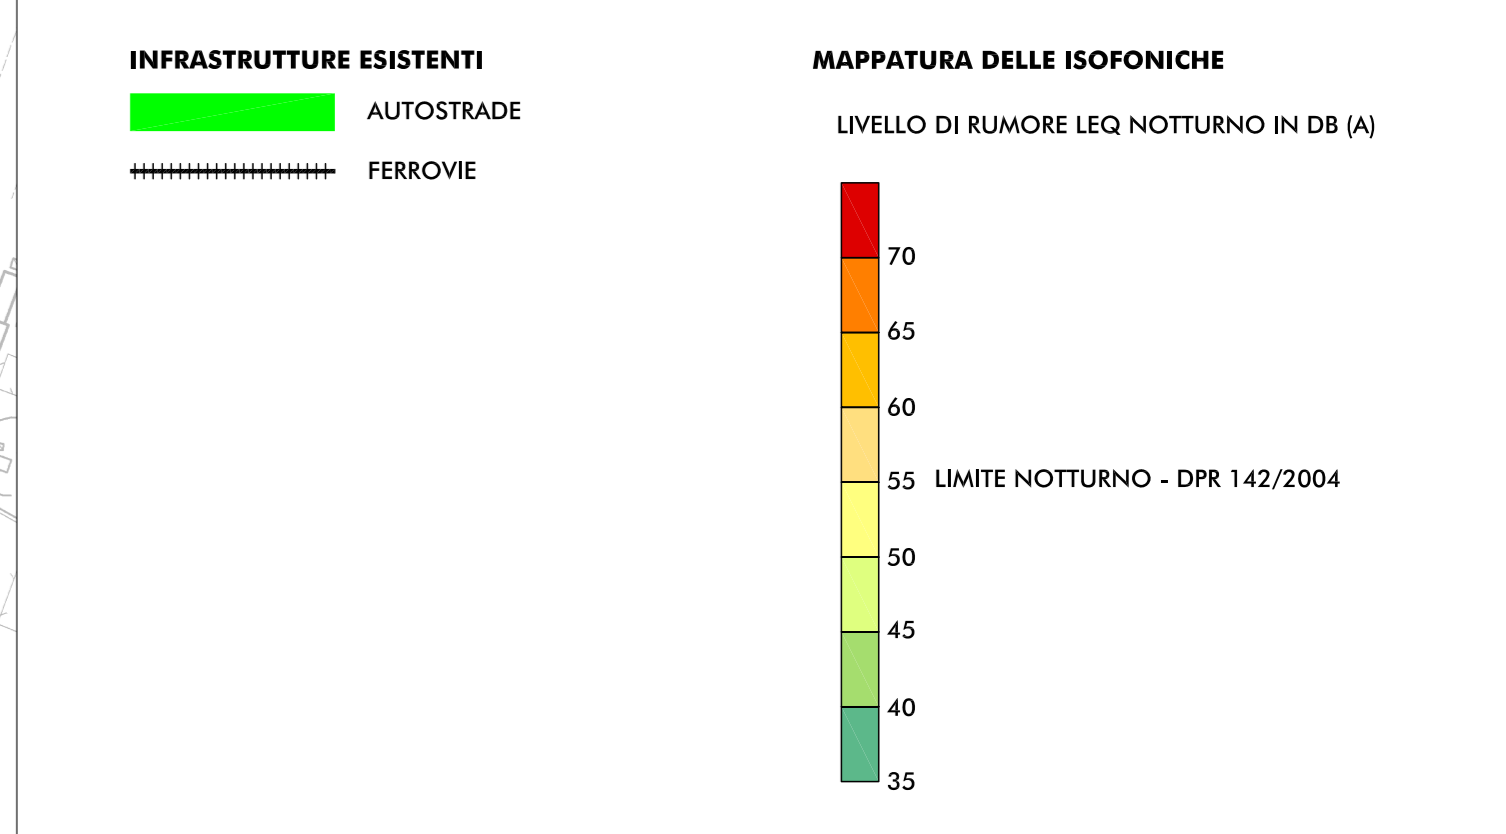 INFRASTRUTTURE ESISTENTI
AUTOSTRADE
FERROVIE
MAPPATURA DELLE ISOFONICHE
LIVELLO DI RUMORE LEQ NOTTURNO IN DB (A)
70
65
60
55 LIMITE NOTTURNO - DPR 142/2004
50
45
40
35